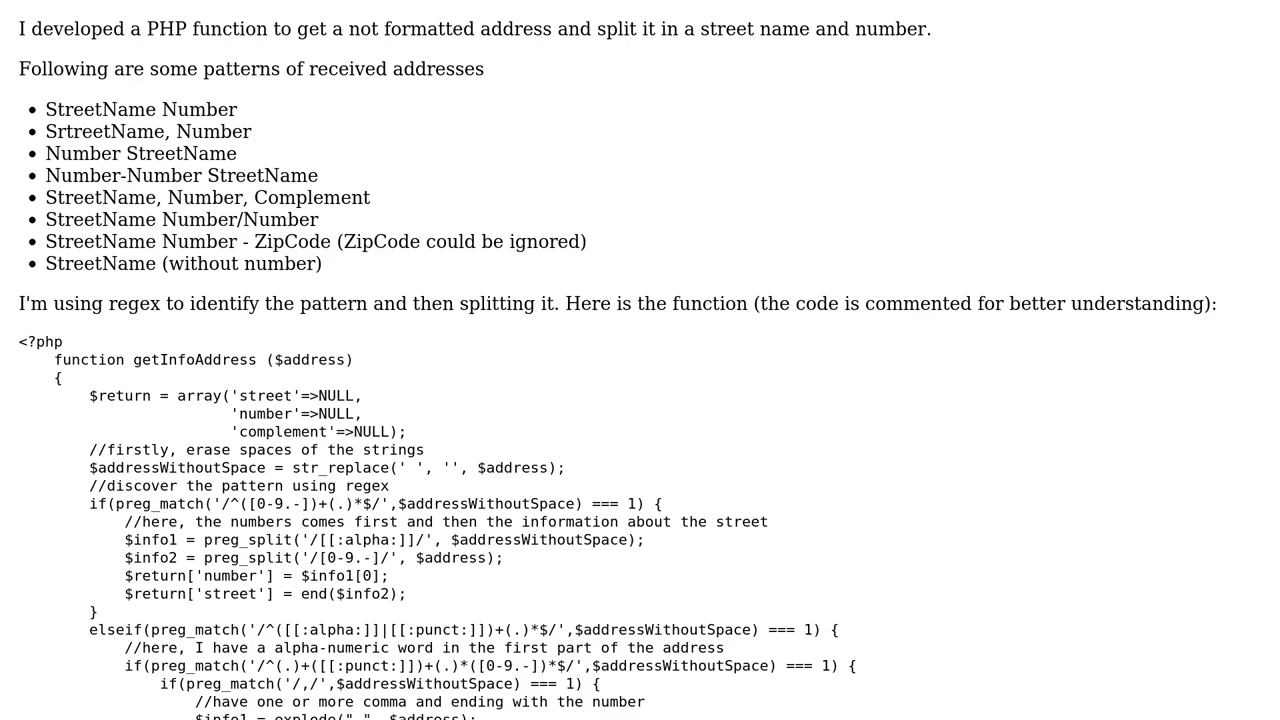 I developed a PHP function to get a not formatted address and split it in a street name and number.
Following are some patterns of received addresses
• StreetName Number
• SrtreetName, Number
• Number StreetName
• Number-Number StreetName
• StreetName, Number, Complement
• StreetName Number/Number
• StreetName Number - ZipCode (ZipCode could be ignored)
• StreetName (without number)
I'm using regex to identify the pattern and then splitting it. Here is the function (the code is commented for better understanding):
<?php
    function getInfoAddress ($address)
    {
        $return = array('street'=>NULL,
                        'number'=>NULL,
                        'complement'=>NULL);
        //firstly, erase spaces of the strings
        $addressWithoutSpace = str_replace(' ', '', $address);
        //discover the pattern using regex
        if(preg_match('/^([0-9.-])+(.)*$/',$addressWithoutSpace) === 1) {
            //here, the numbers comes first and then the information about the street
            $info1 = preg_split('/[[:alpha:]]/', $addressWithoutSpace);
            $info2 = preg_split('/[0-9.-]/', $address);
            $return['number'] = $info1[0];
            $return['street'] = end($info2);
        }
        elseif(preg_match('/^([[:alpha:]]|[[:punct:]])+(.)*$/',$addressWithoutSpace) === 1) {
            //here, I have a alpha-numeric word in the first part of the address
            if(preg_match('/^(.)+([[:punct:]])+(.)*([0-9.-])*$/',$addressWithoutSpace) === 1) {
                if(preg_match('/,/',$addressWithoutSpace) === 1) {
                    //have one or more comma and ending with the number
                    $info1 = explode(",", $address);